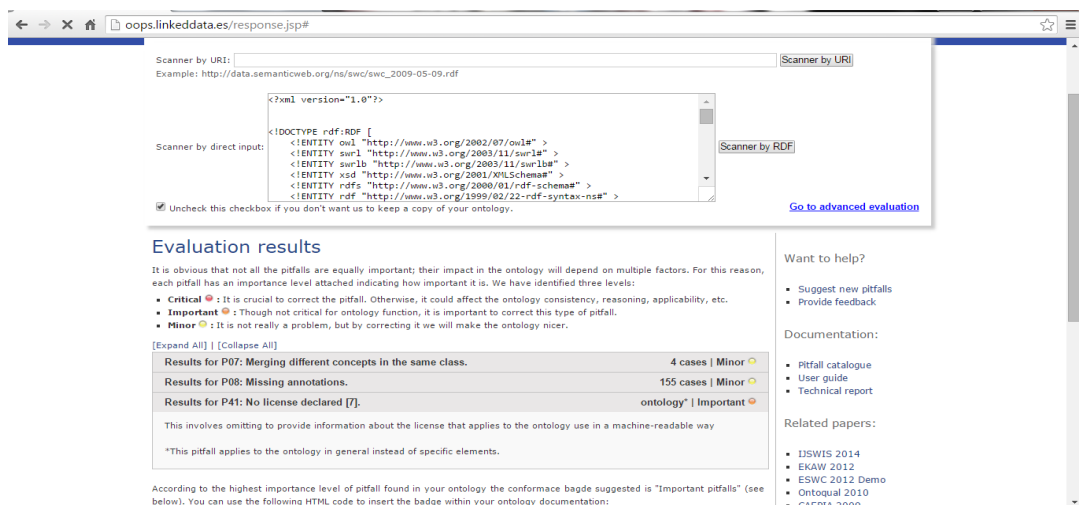 oops.linkeddata.es/response.jsp#
Scanner by URI:
Scanner by URI
Example: http://data.semanticweb.org/ns/swc/swc_2009-05-09.rdf
<?xml version="1.0"?>
<!DOCTYPE rdf:RDF [
<!ENTITY owl "http://www.w3.org/2002/07/owl#" >
Scanner by direct input:
<!ENTITY swrl "http://www.w3.org/2003/11/swrl#" >
Scanner by RDF
<!ENTITY swrlb "http://www.w3.org/2003/11/swrlb#" >
<!ENTITY xsd "http://www.w3.org/2001/XMLSchema#" >
<!ENTITY rdfs "http://www.w3.org/2000/01/rdf-schema#" >
<!ENTITY rdf "http://www.w3.org/1999/02/22-rdf-syntax-ns#" >
Uncheck this checkbox if you don't want us to keep a copy of your ontology.
Go to advanced evaluation
Evaluation results
It is obvious that not all the pitfalls are equally important; their impact in the ontology will depend on multiple factors. For this reason,
each pitfall has an importance level attached indicating how important it is. We have identified three levels:
Critical : It is crucial to correct the pitfall. Otherwise, it could affect the ontology consistency, reasoning, applicability, etc.
Important : Though not critical for ontology function, it is important to correct this type of pitfall.
Minor : It is not really a problem, but by correcting it we will make the ontology nicer.
[Expand All] | [Collapse All]
Results for P07: Merging different concepts in the same class. 4 cases | Minor
Results for P08: Missing annotations. 155 cases | Minor
Results for P41: No license declared [7]. ontology* | Important
This involves omitting to provide information about the license that applies to the ontology use in a machine-readable way
*This pitfall applies to the ontology in general instead of specific elements.
According to the highest importance level of pitfall found in your ontology the conformace bagde suggested is "Important pitfalls" (see
below). You can use the following HTML code to insert the badge within your ontology documentation:
Want to help?
Suggest new pitfalls
Provide feedback
Documentation:
Pitfall catalogue
User guide
Technical report
Related papers:
IJSWIS 2014
EKAW 2012
ESWC 2012 Demo
Ontoqual 2010
CAEPIA 2009